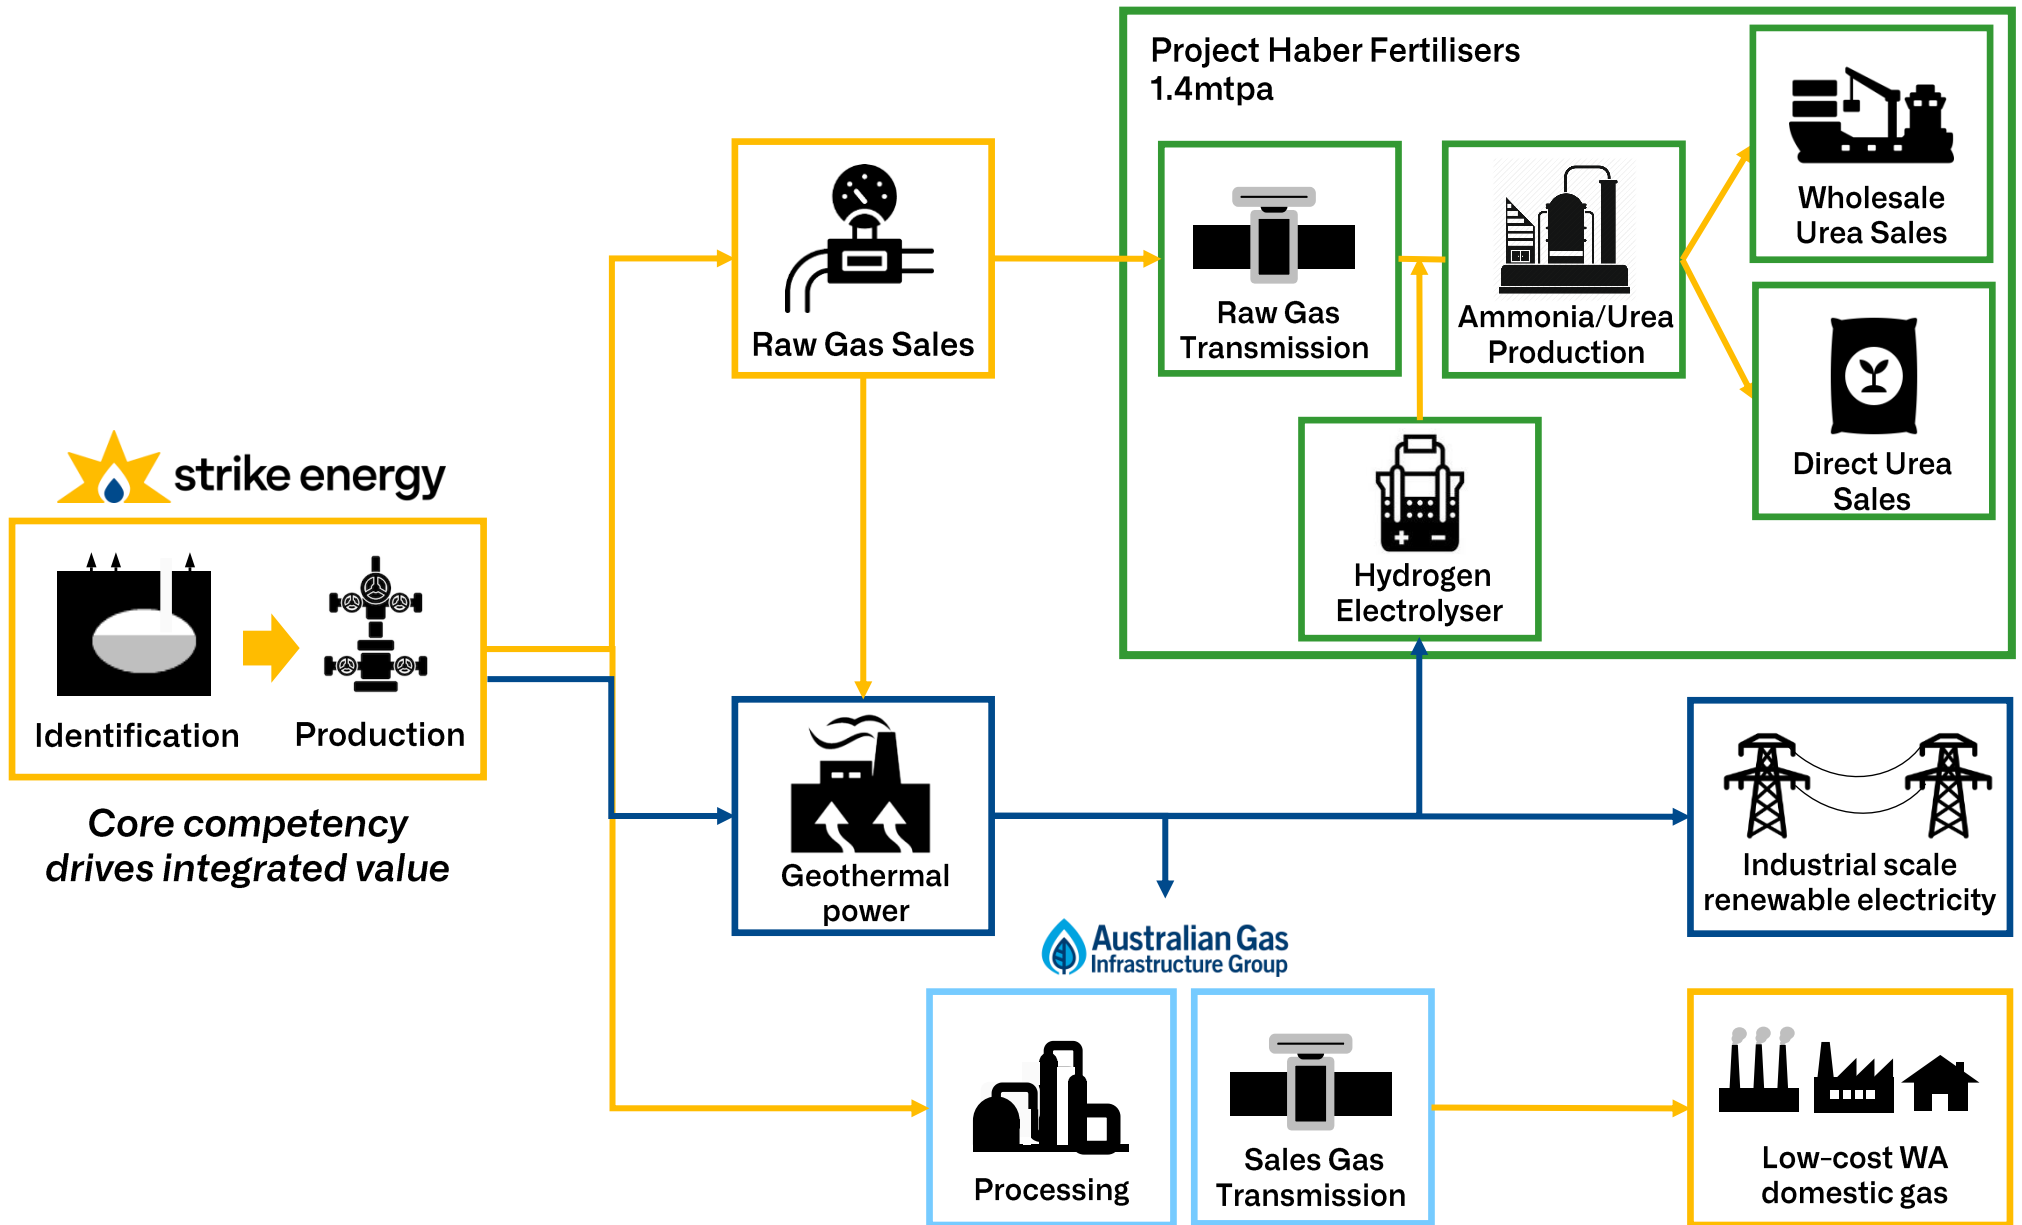 Project Haber Fertilisers
1.4mtpa
Wholesale
Urea Sales
Raw Gas Sales
Raw Gas
Transmission
Ammonia/Urea
Production
Direct Urea
Sales
Hydrogen
Electrolyser
strike energy
Identification
Production
Core competency
drives integrated value
Geothermal
power
Industrial scale
renewable electricity
Australian Gas
Infrastructure Group
Processing
Sales Gas
Transmission
Low-cost WA
domestic gas